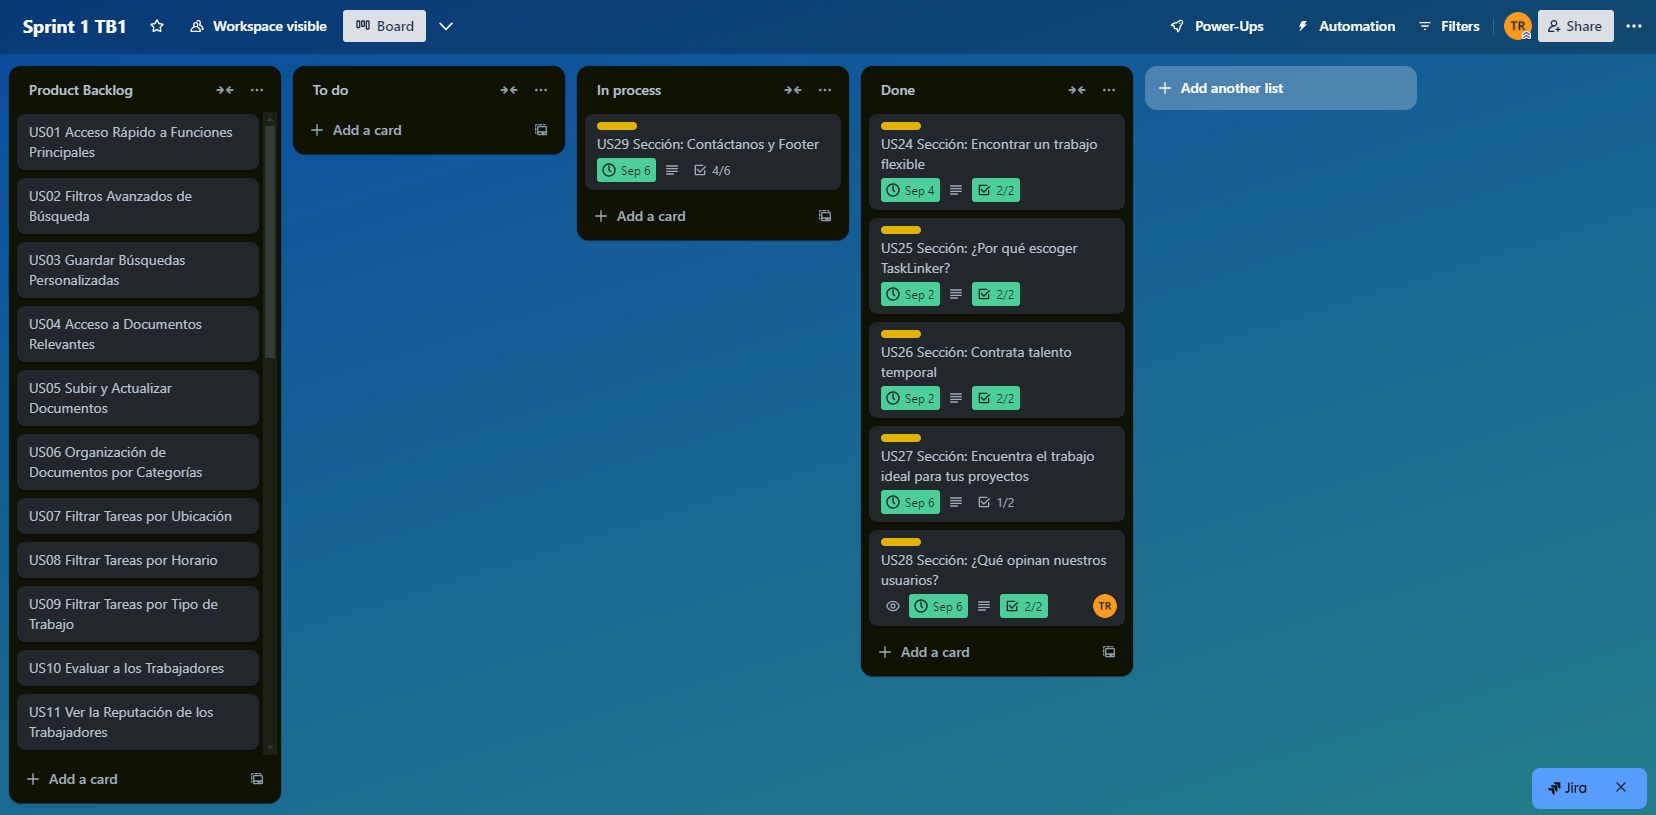 Sprint 1 TB1
Workspace visible
Board
Power-Ups
Automation
Filters
TR
Share
Product Backlog
US01 Acceso Rápido a Funciones
Principales
US02 Filtros Avanzados de
Búsqueda
US03 Guardar Búsquedas
Personalizadas
US04 Acceso a Documentos
Relevantes
US05 Subir y Actualizar
Documentos
US06 Organización de
Documentos por Categorías
US07 Filtrar Tareas por Ubicación
US08 Filtrar Tareas por Horario
US09 Filtrar Tareas por Tipo de
Trabajo
US10 Evaluar a los Trabajadores
US11 Ver la Reputación de los
Trabajadores
Add a card
To do
Add a card
In process
US29 Sección: Contáctanos y Footer
Sep 6 4/6
Add a card
Done
US24 Sección: Encontrar un trabajo
flexible
Sep 4 2/2
US25 Sección: ¿Por qué escoger
TaskLinker?
Sep 2 2/2
US26 Sección: Contrata talento
temporal
Sep 2 2/2
US27 Sección: Encuentra el trabajo
ideal para tus proyectos
Sep 6 1/2
US28 Sección: ¿Qué opinan nuestros
usuarios?
Sep 6 2/2 TR
Add a card
Add another list
Jira